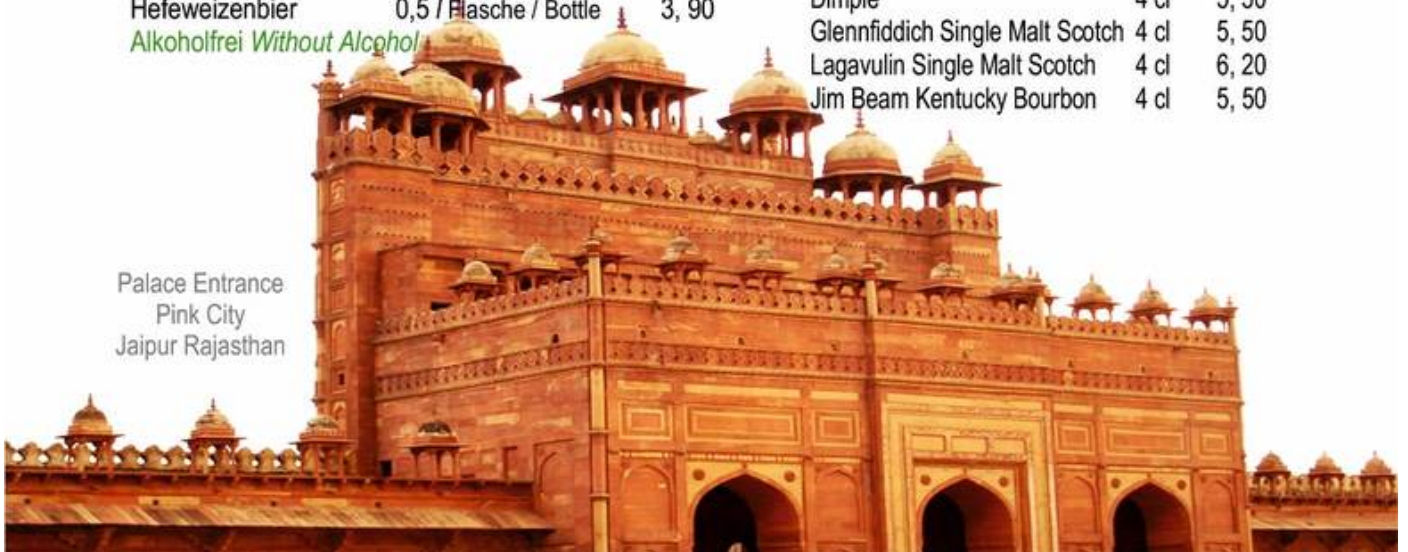 Hefeweizenbier 0,5 l Flasche / Bottle 3, 90
Alkoholfrei Without Alcohol
Glennfiddich Single Malt Scotch 4 cl 5, 50
Lagavulin Single Malt Scotch 4 cl 6, 20
Jim Beam Kentucky Bourbon 4 cl 5, 50
Palace Entrance
Pink City
Jaipur Rajasthan